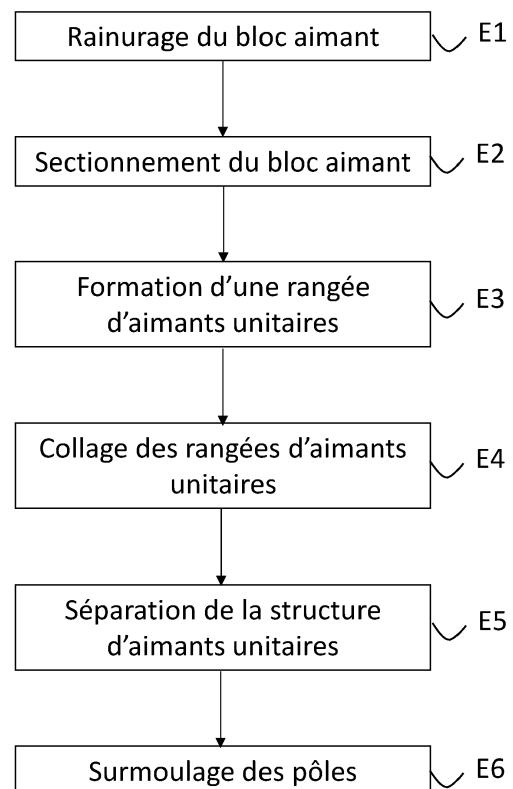 Rainurage du bloc aimant
E1
Sectionnement du bloc aimant
E2
Formation d'une rangée
d'aimants unitaires
E3
Collage des rangées d'aimants
unitaires
E4
Séparation de la structure
d'aimants unitaires
E5
Surmoulage des pôles
E6